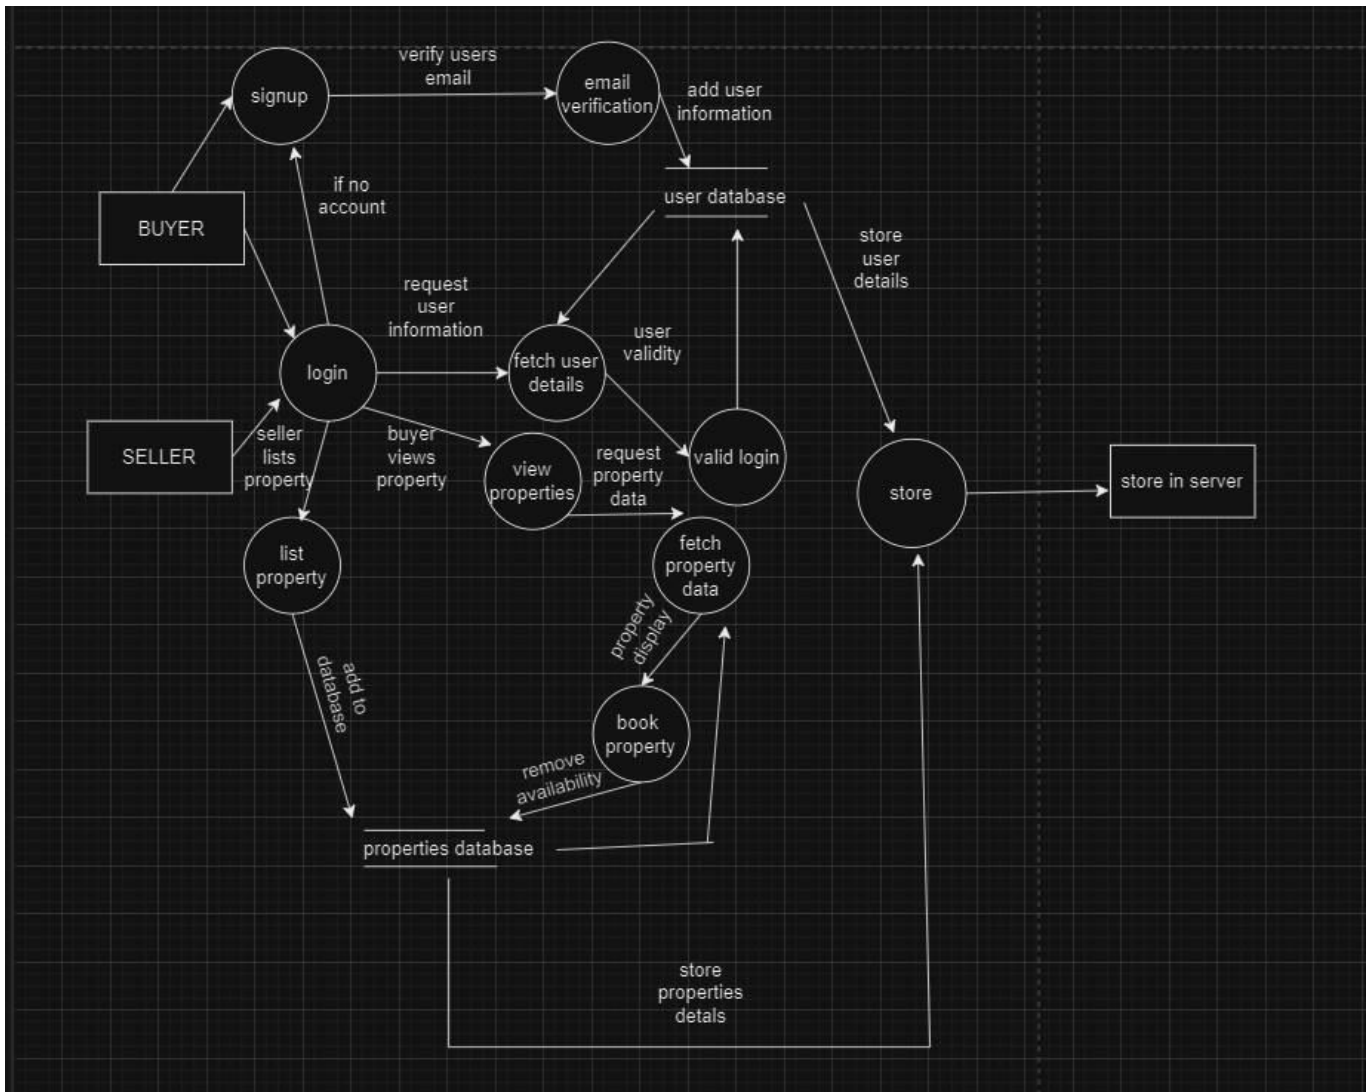 verify users
email
signup
email
verification
add user
information
if no
account
user database
BUYER
store
user
details
request
user
information
user
validity
login
fetch user
details
seller
lists
property
buyer
views
property
SELLER
view
properties
request
property
data
valid login
store
store in server
list
property
fetch
property
data
property
display
add to
database
book
property
remove
availability
properties database
store
properties
detals